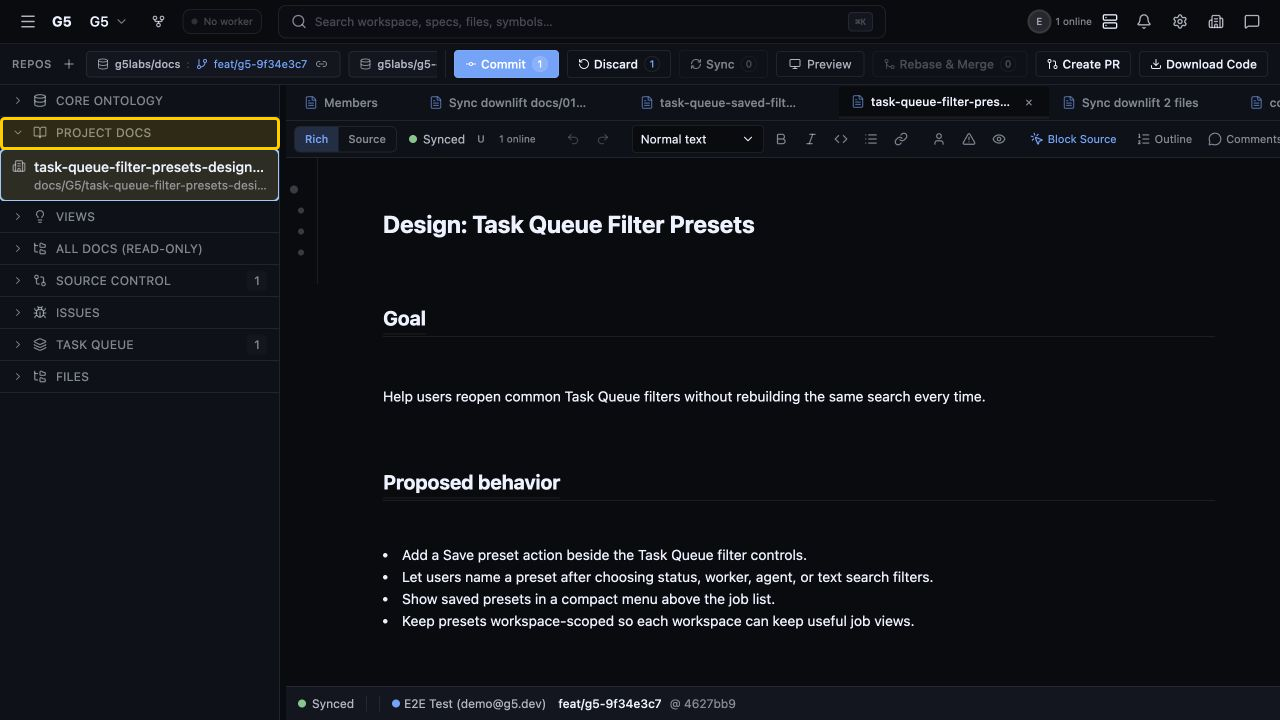 G5 G5 No worker Search workspace, specs, files, symbols... ⌘K E 1 online
REPOS + g5labs/docs : feat/g5-9f34e3c7 g5labs/g5- Commit 1 Discard 1 Sync 0 Preview Rebase & Merge 0 Create PR Download Code
CORE ONTOLOGY
PROJECT DOCS
task-queue-filter-presets-design...
docs/G5/task-queue-filter-presets-desi...
VIEWS
ALL DOCS (READ-ONLY)
SOURCE CONTROL 1
ISSUES
TASK QUEUE 1
FILES
Members Sync downlift docs/01... task-queue-saved-filt... task-queue-filter-pres... × Sync downlift 2 files co
Rich Source Synced U 1 online Normal text B I <> Block Source Outline Comments
Design: Task Queue Filter Presets
Goal
Help users reopen common Task Queue filters without rebuilding the same search every time.
Proposed behavior
• Add a Save preset action beside the Task Queue filter controls.
• Let users name a preset after choosing status, worker, agent, or text search filters.
• Show saved presets in a compact menu above the job list.
• Keep presets workspace-scoped so each workspace can keep useful job views.
Synced E2E Test (demo@g5.dev) feat/g5-9f34e3c7 @ 4627bb9